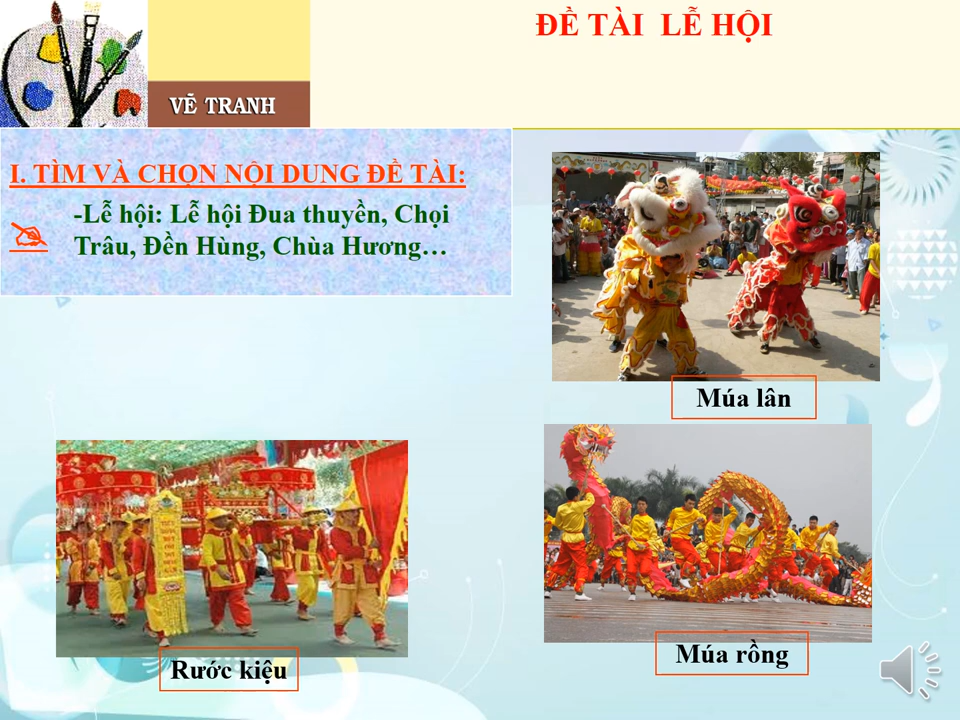 ĐỀ TÀI LỄ HỘI
VẼ TRANH
I. TÌM VÀ CHỌN NỘI DUNG ĐỀ TÀI:
-Lễ hội: Lễ hội Đua thuyền, Chọi
Trâu, Đền Hùng, Chùa Hương…
Múa lân
Rước kiệu
Múa rồng